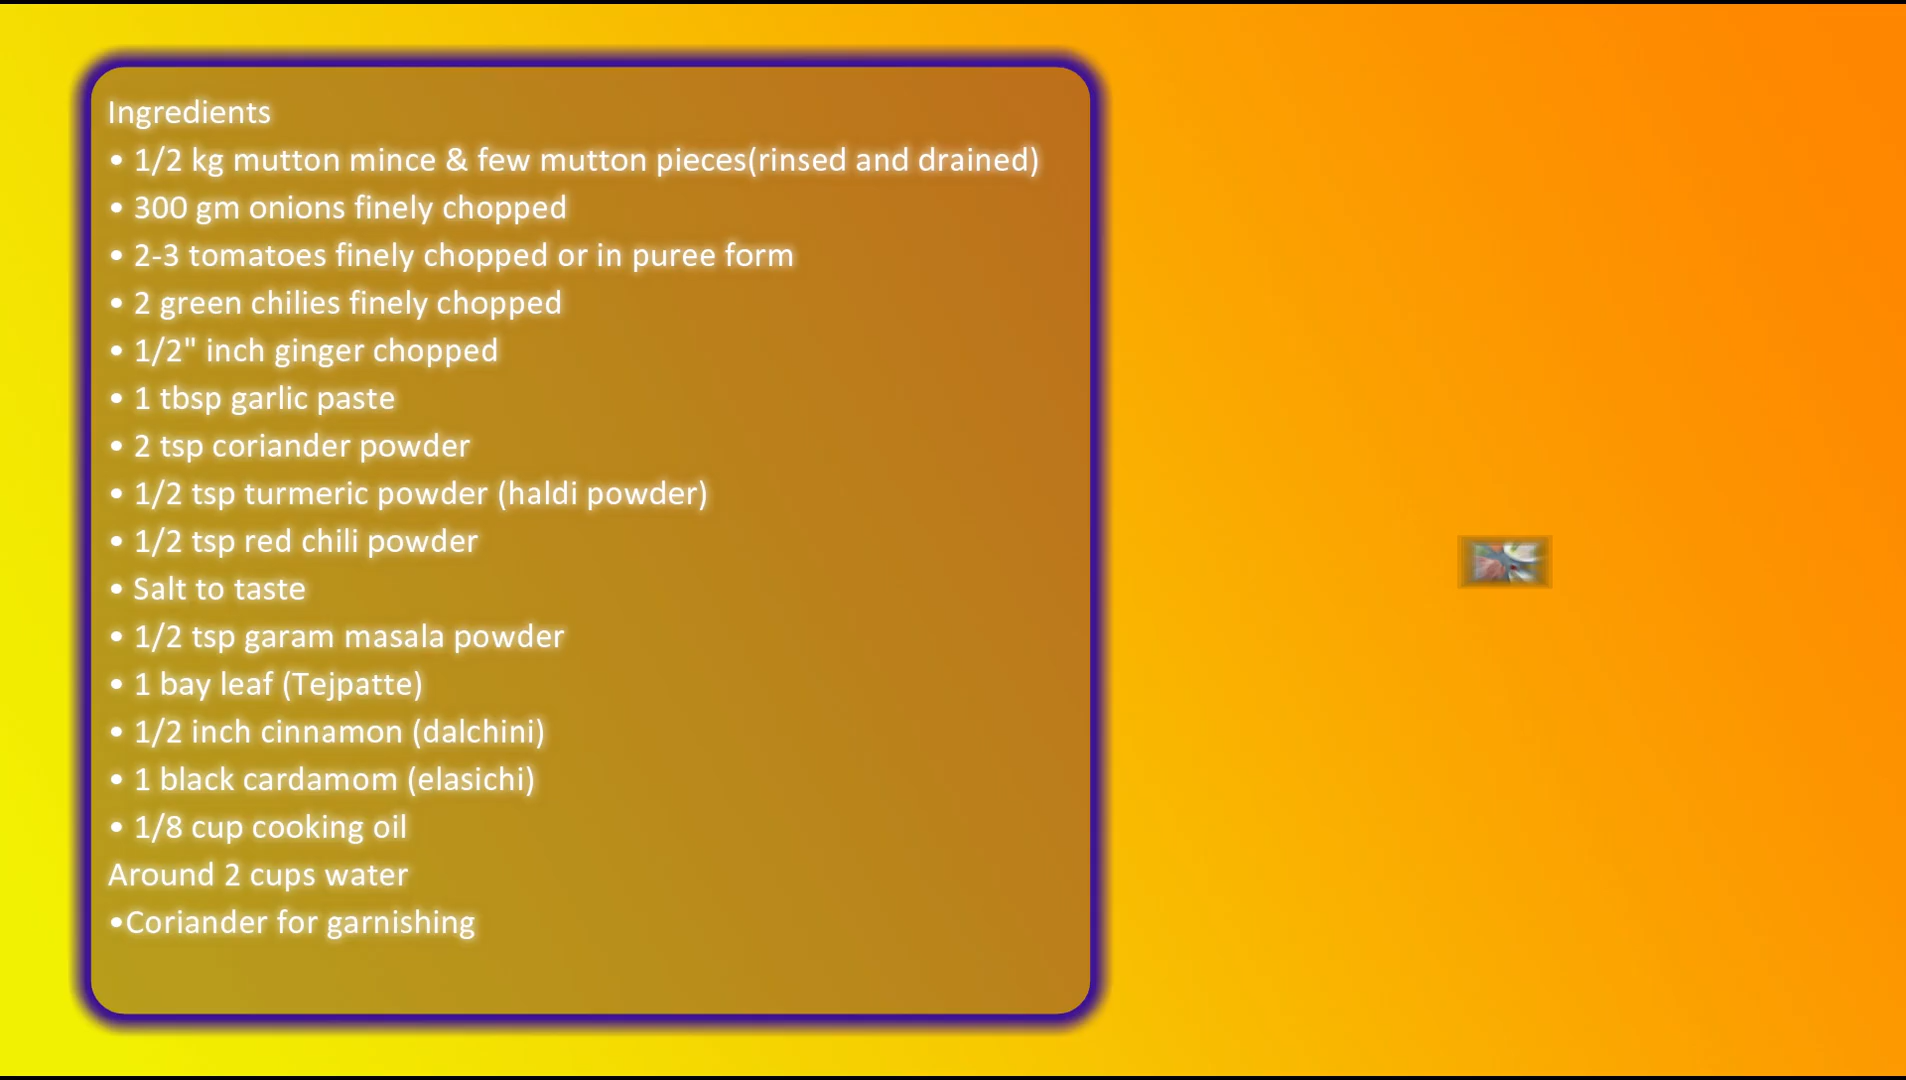 Ingredients
• 1/2 kg mutton mince & few mutton pieces(rinsed and drained)
• 300 gm onions finely chopped
• 2-3 tomatoes finely chopped or in puree form
• 2 green chilies finely chopped
• 1/2" inch ginger chopped
• 1 tbsp garlic paste
• 2 tsp coriander powder
• 1/2 tsp turmeric powder (haldi powder)
• 1/2 tsp red chili powder
• Salt to taste
• 1/2 tsp garam masala powder
• 1 bay leaf (Tejpatte)
• 1/2 inch cinnamon (dalchini)
• 1 black cardamom (elasichi)
• 1/8 cup cooking oil
Around 2 cups water
•Coriander for garnishing